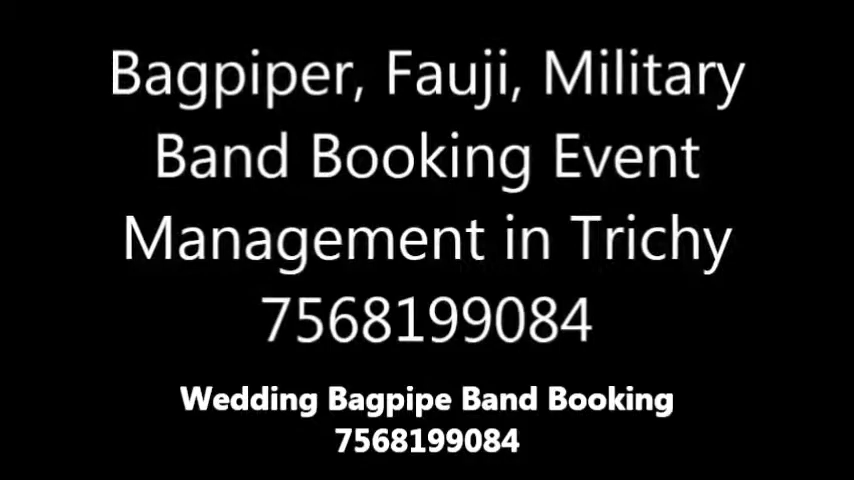 Bagpiper, Fauji, Military
Band Booking Event
Management in Trichy
7568199084
Wedding Bagpipe Band Booking
7568199084